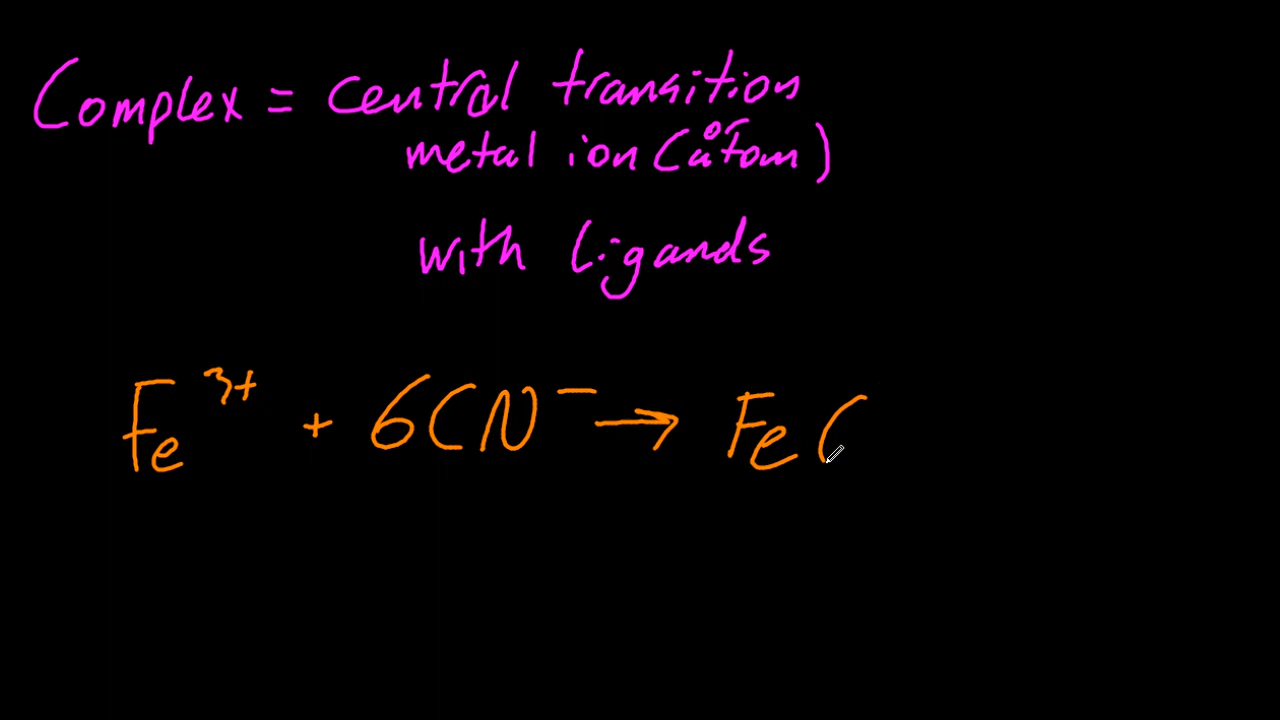 Complex = central transition
metal ion (or atom)
with ligands
Fe³⁺ + 6CN⁻ → Fe (